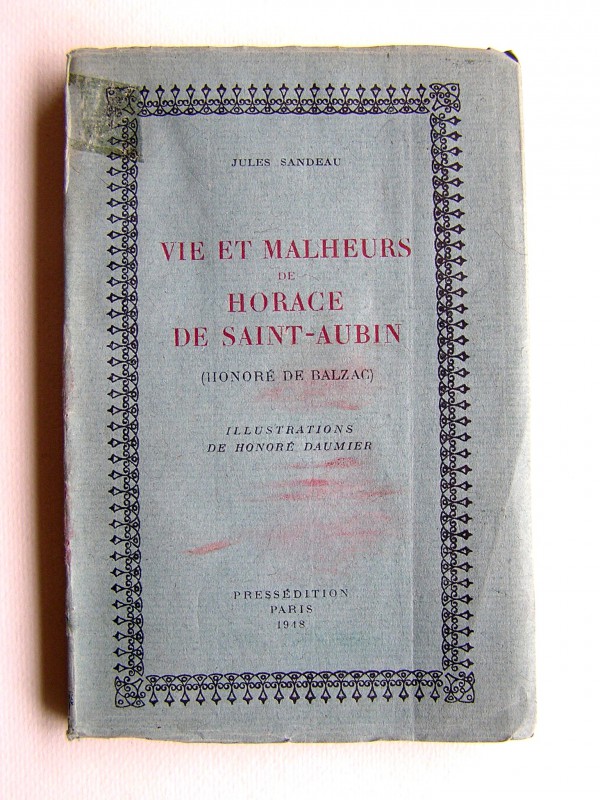 JULES SANDEAU
VIE ET MALHEURS
DE
HORACE
DE SAINT-AUBIN
(HONORÉ DE BALZAC)
ILLUSTRATIONS
DE HONORÉ DAUMIER
PRESSÉDITION
PARIS
1948